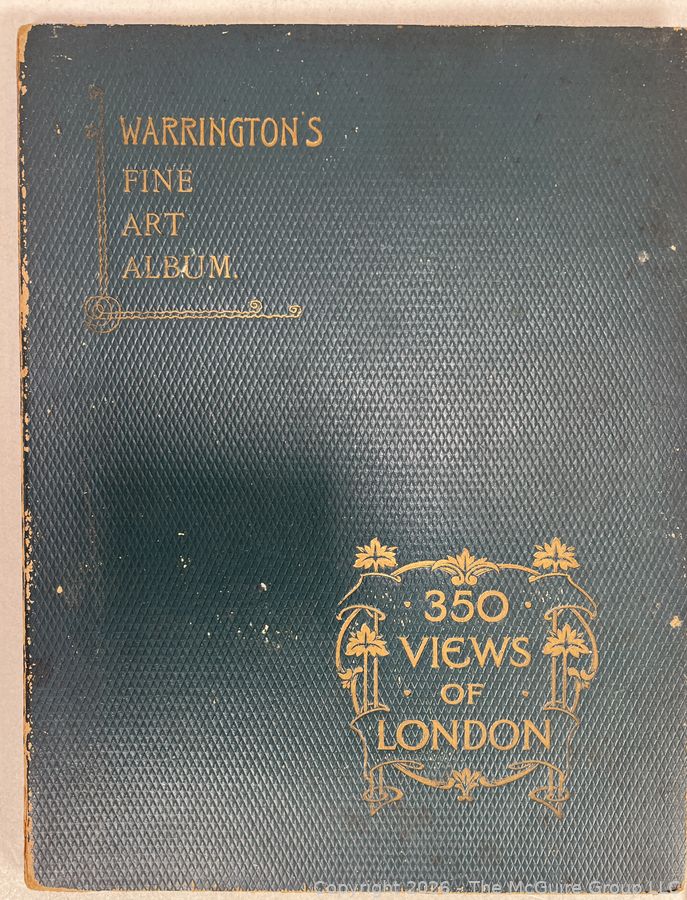 WARRINGTON'S
FINE
ART
ALBUM.
350
VIEWS
OF
LONDON
Copyright 2026 - The McGuire Group LLC